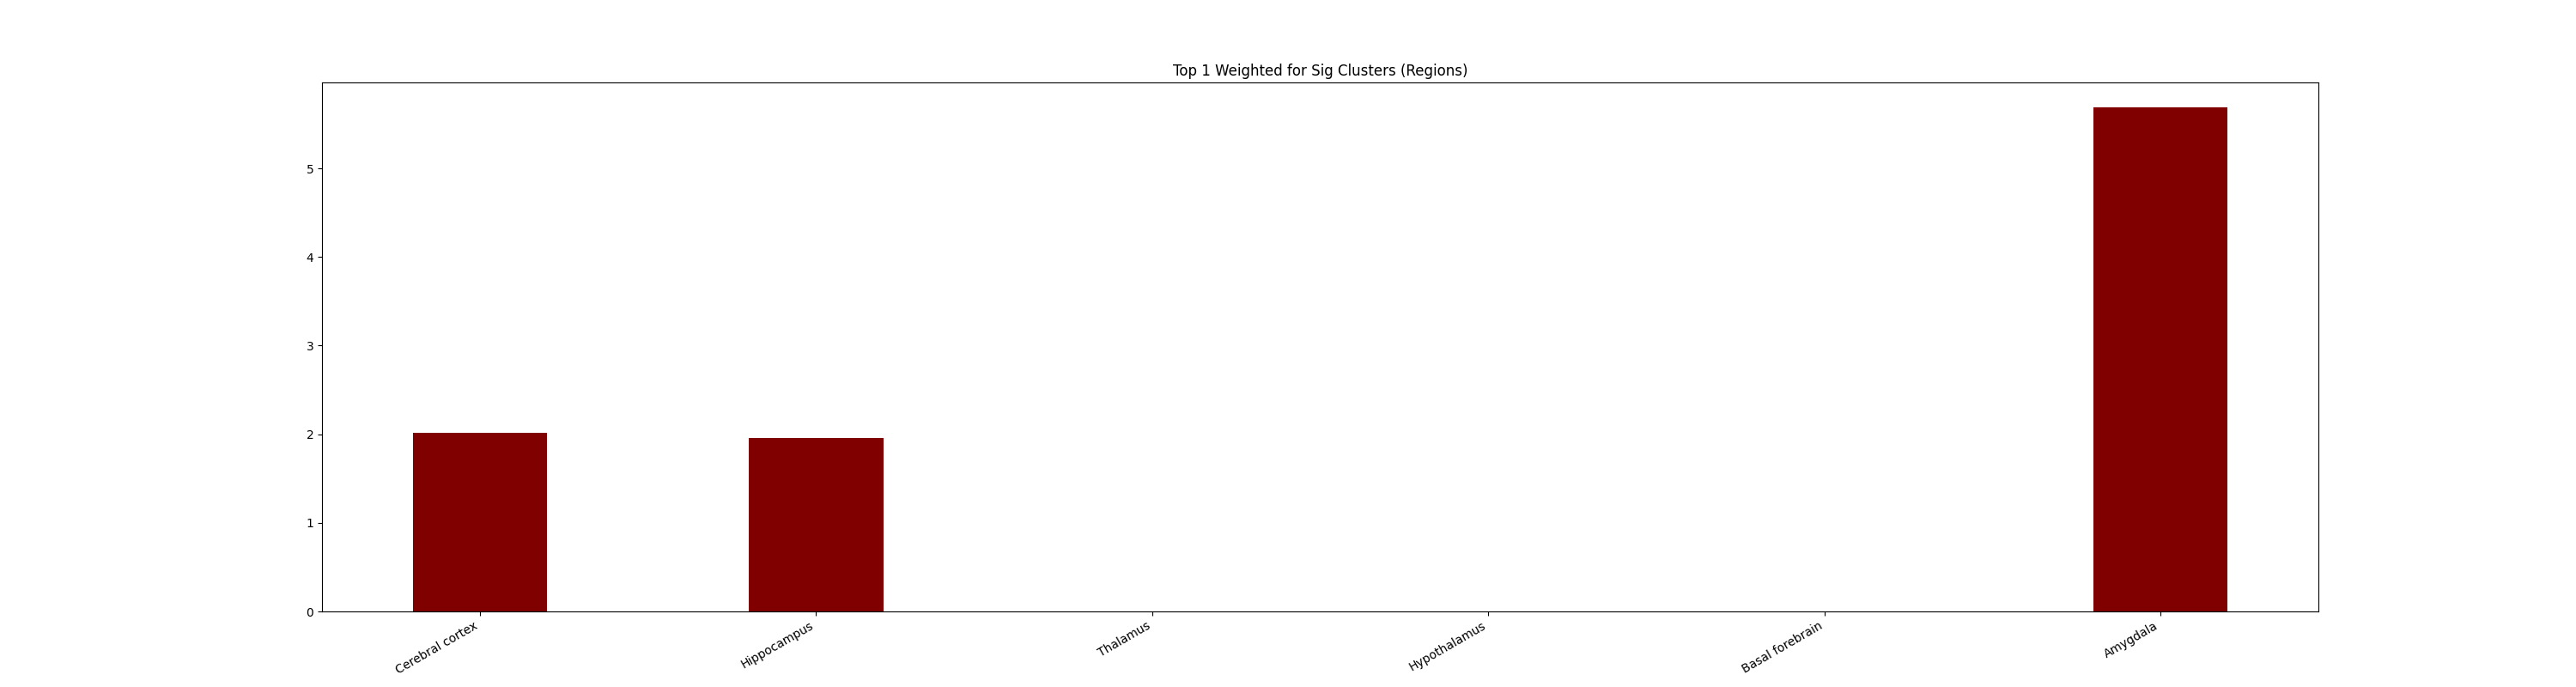 Top 1 Weighted for Sig Clusters (Regions)
5
4
3
2
1
0
Cerebral cortex
Hippocampus
Thalamus
Hypothalamus
Basal forebrain
Amygdala